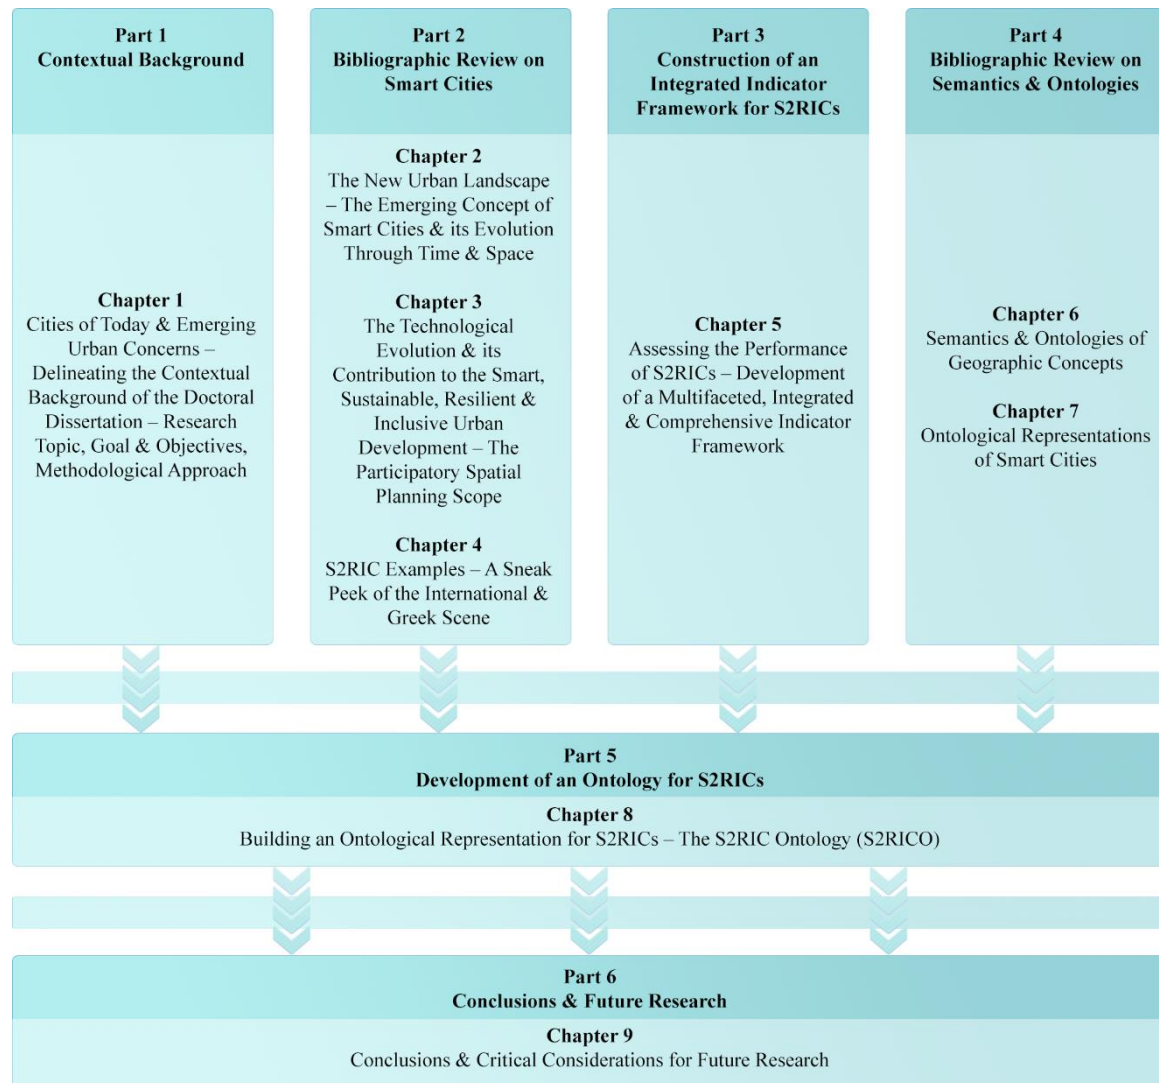 Part 1
Contextual Background
Part 2
Bibliographic Review on
Smart Cities
Part 3
Construction of an
Integrated Indicator
Framework for S2RICs
Part 4
Bibliographic Review on
Semantics & Ontologies
Chapter 1
Cities of Today & Emerging
Urban Concerns –
Delineating the Contextual
Background of the Doctoral
Dissertation – Research
Topic, Goal & Objectives,
Methodological Approach
Chapter 2
The New Urban Landscape
– The Emerging Concept of
Smart Cities & its Evolution
Through Time & Space
Chapter 3
The Technological
Evolution & its
Contribution to the Smart,
Sustainable, Resilient &
Inclusive Urban
Development – The
Participatory Spatial
Planning Scope
Chapter 4
S2RIC Examples – A Sneak
Peek of the International &
Greek Scene
Chapter 5
Assessing the Performance
of S2RICs – Development
of a Multifaceted, Integrated
& Comprehensive Indicator
Framework
Chapter 6
Semantics & Ontologies of
Geographic Concepts
Chapter 7
Ontological Representations
of Smart Cities
Part 5
Development of an Ontology for S2RICs
Chapter 8
Building an Ontological Representation for S2RICs – The S2RIC Ontology (S2RICO)
Part 6
Conclusions & Future Research
Chapter 9
Conclusions & Critical Considerations for Future Research